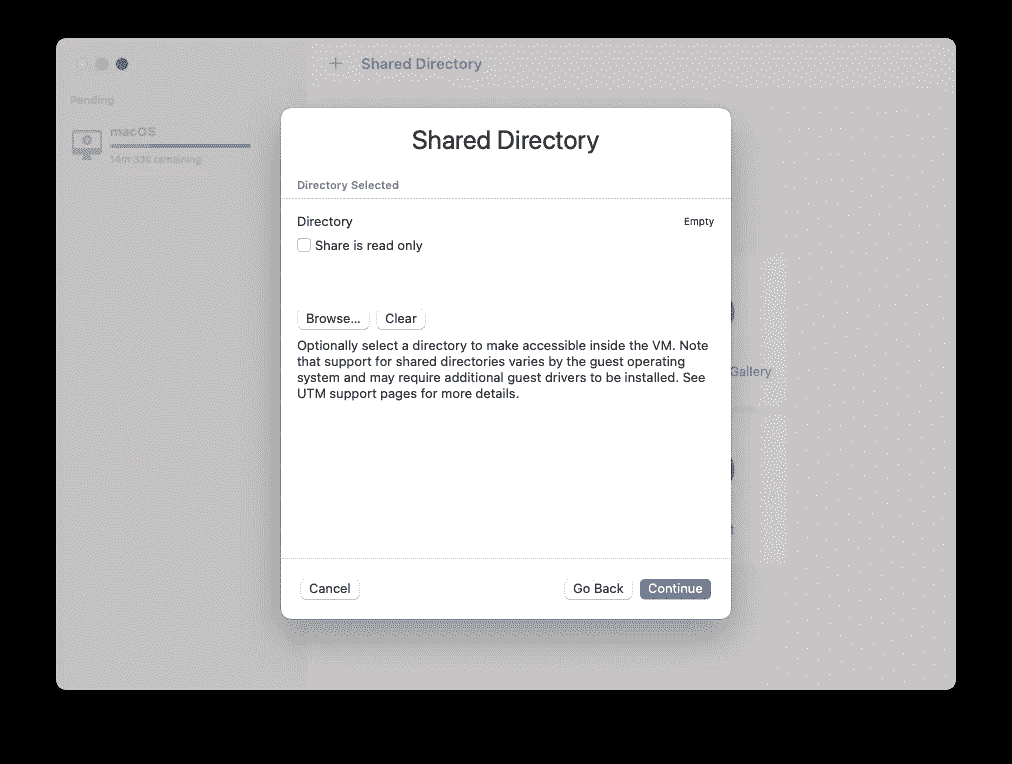 Shared Directory
Pending
macOS
14m 33s remaining
Shared Directory
Directory Selected
Directory
Empty
Share is read only
Browse...
Clear
Optionally select a directory to make accessible inside the VM. Note
that support for shared directories varies by the guest operating
system and may require additional guest drivers to be installed. See
UTM support pages for more details.
Gallery
Cancel
Go Back
Continue